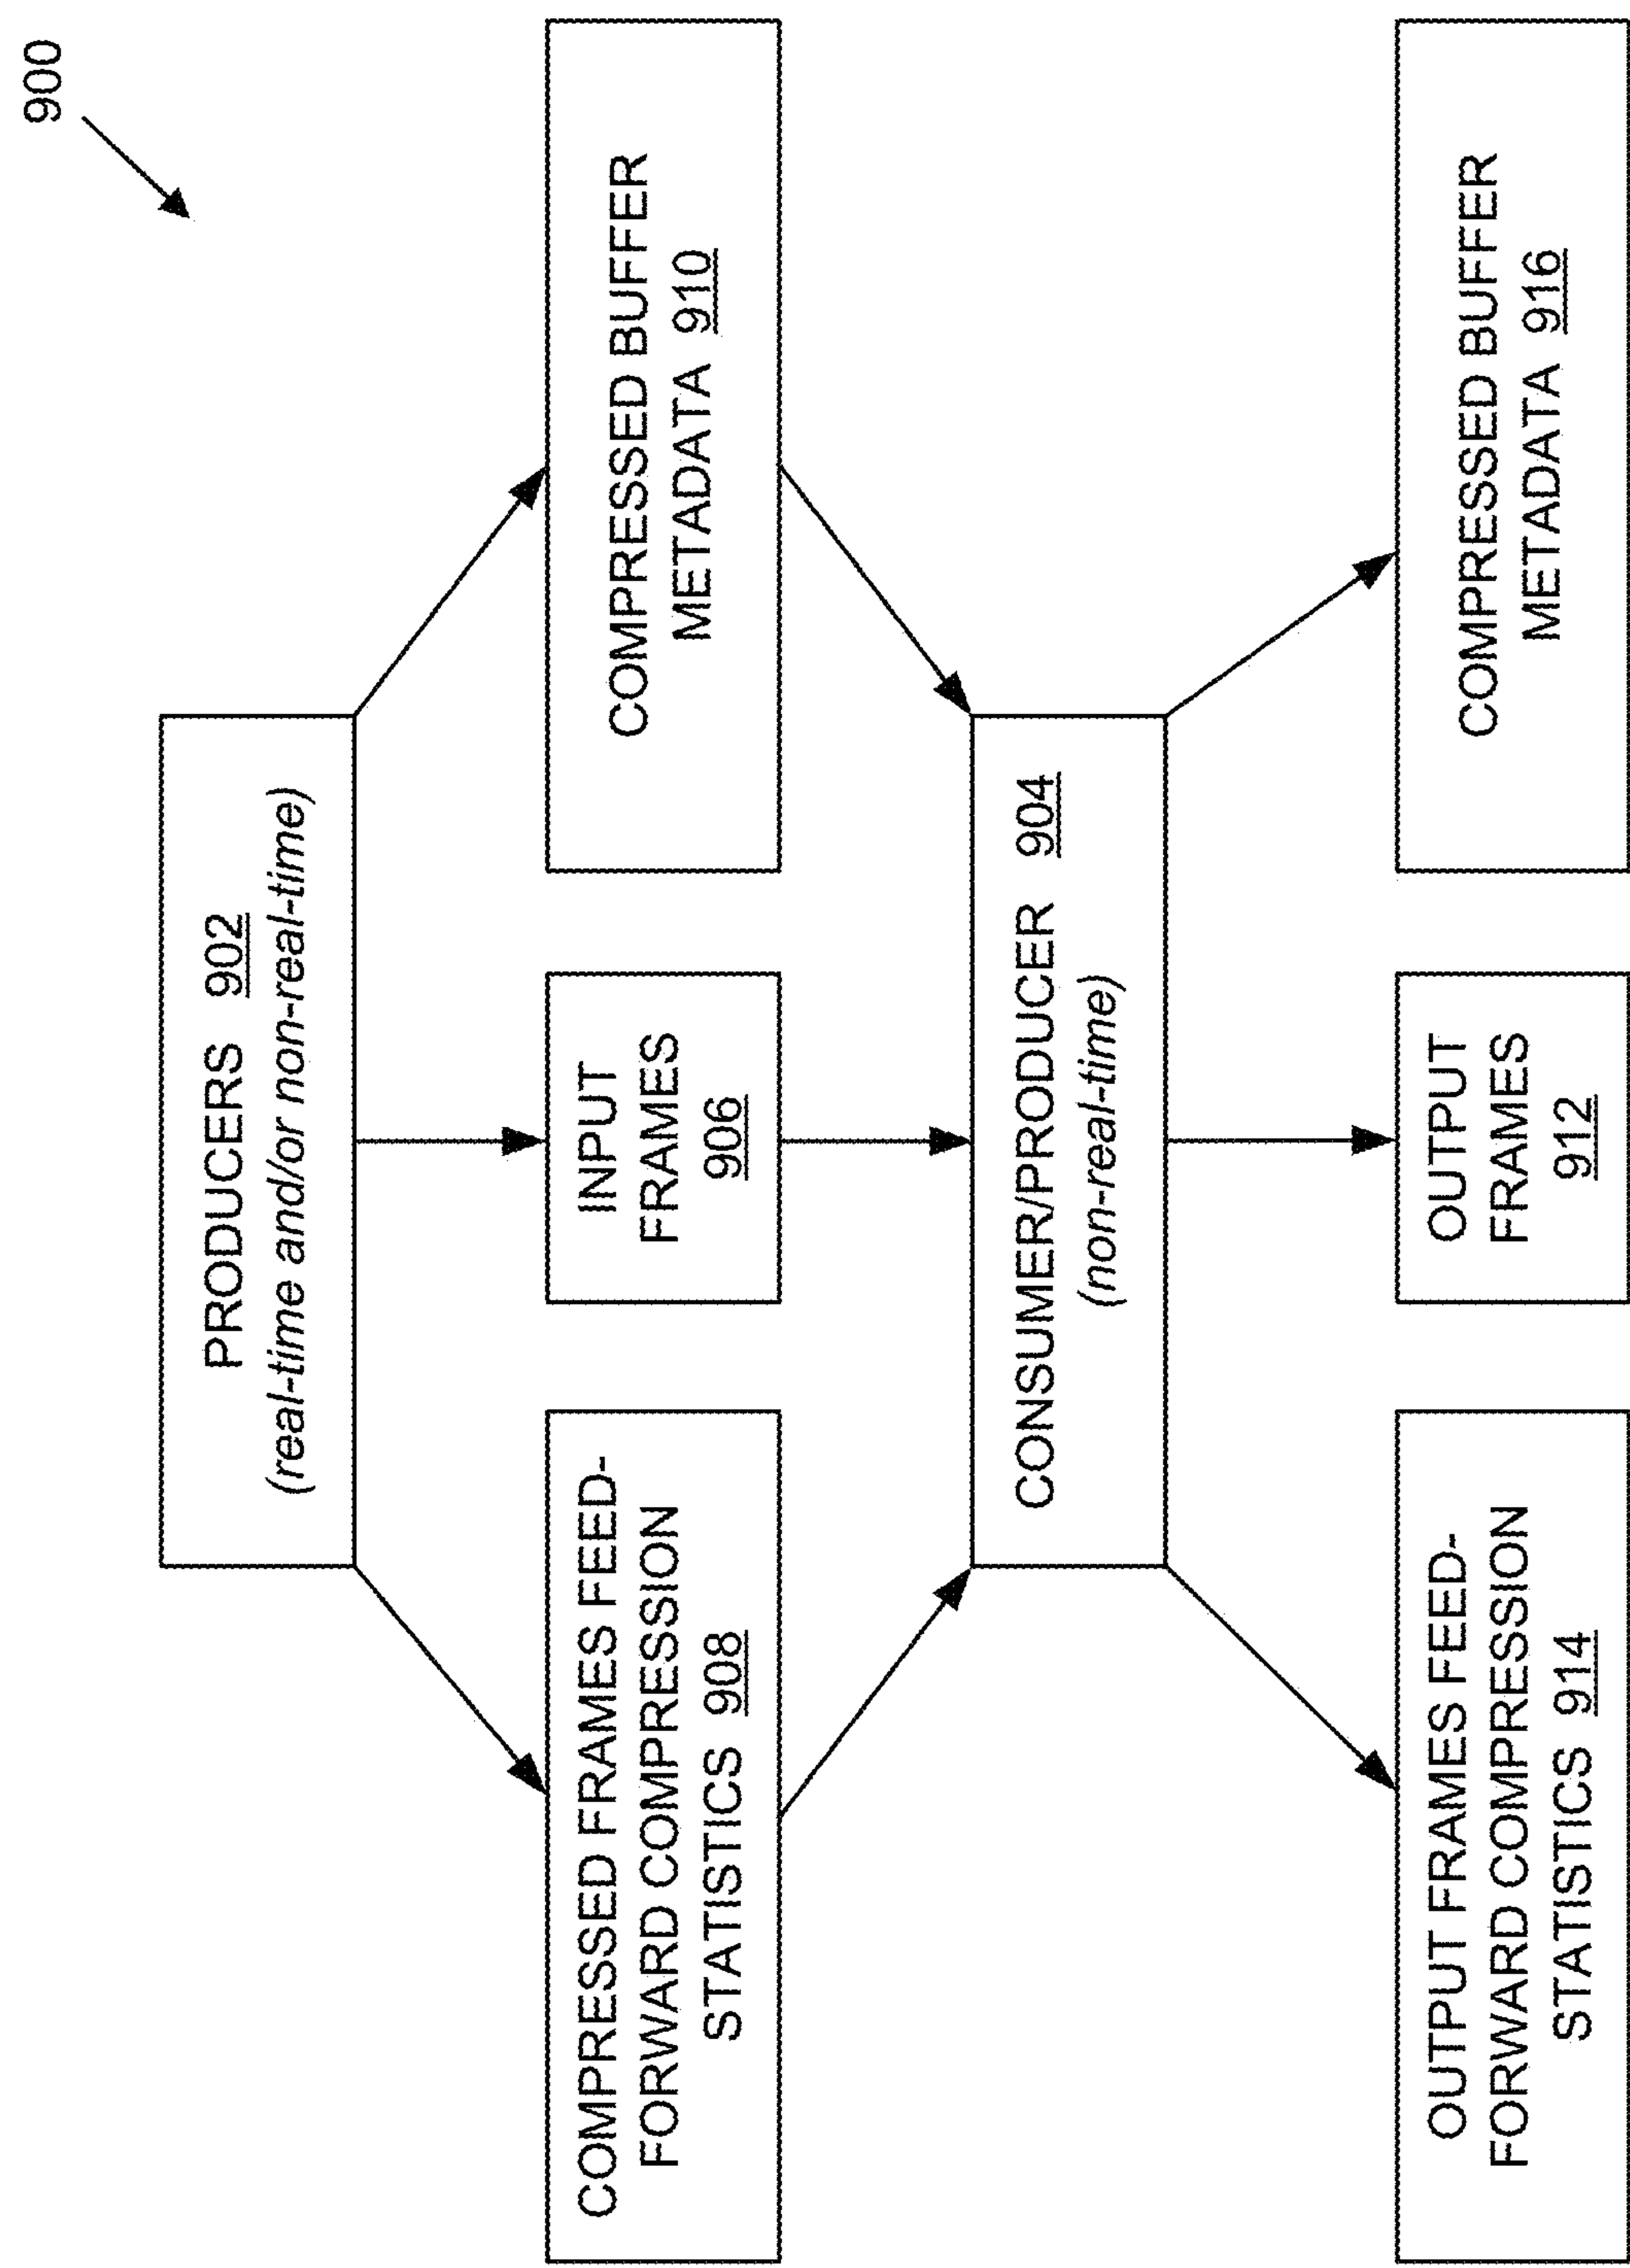 900
PRODUCERS 902
(real-time and/or non-real-time)
COMPRESSED FRAMES FEED-
FORWARD COMPRESSION
STATISTICS 908
INPUT
FRAMES
906
COMPRESSED BUFFER
METADATA 910
CONSUMER/PRODUCER 904
(non-real-time)
OUTPUT FRAMES FEED-
FORWARD COMPRESSION
STATISTICS 914
OUTPUT
FRAMES
912
COMPRESSED BUFFER
METADATA 916